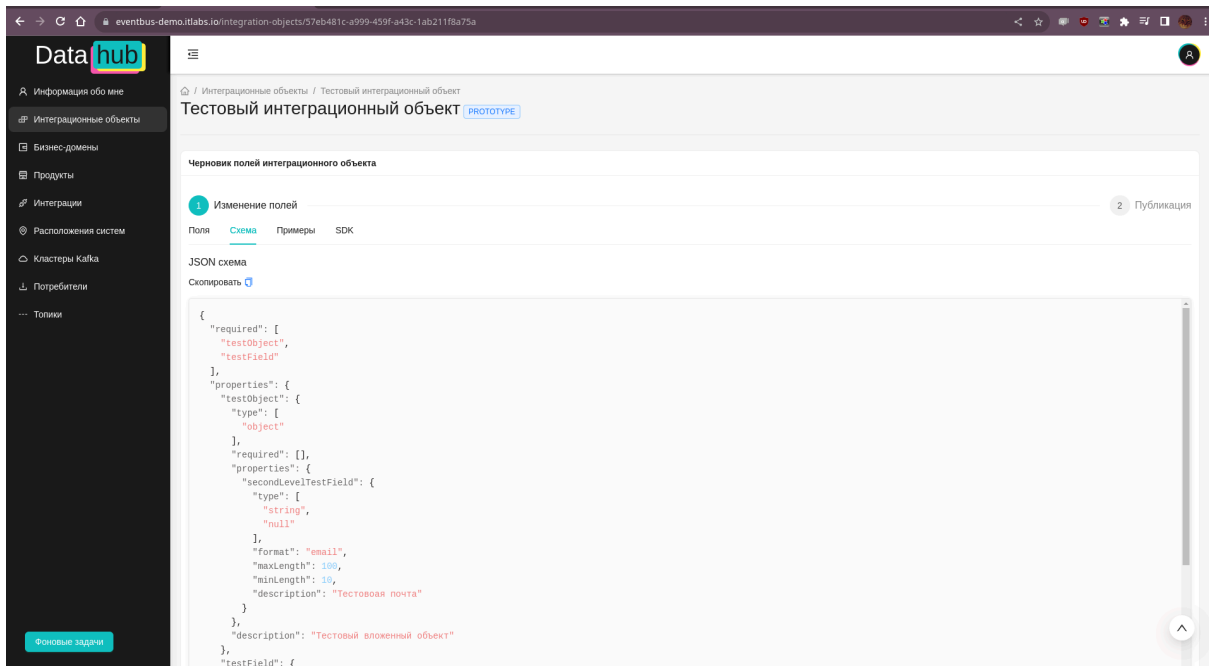 eventbus-demo.itlabs.io/integration-objects/57eb481c-a999-459f-a43c-1ab211f8a75a
Data hub
Информация обо мне
Интеграционные объекты
Бизнес-домены
Продукты
Интеграции
Расположения систем
Кластеры Kafka
Потребители
Топики
Фоновые задачи
/ Интеграционные объекты / Тестовый интеграционный объект
Тестовый интеграционный объект PROTOTYPE
Черновик полей интеграционного объекта
1 Изменение полей
2 Публикация
Поля Схема Примеры SDK
JSON схема
Скопировать
{
"required": [
"testObject",
"testField"
],
"properties": {
"testObject": {
"type": [
"object"
],
"required": [],
"properties": {
"secondLevelTestField": {
"type": [
"string",
"null"
],
"format": "email",
"maxLength": 100,
"minLength": 10,
"description": "Тестовоая почта"
}
},
"description": "Тестовый вложенный объект"
},
"testField": {